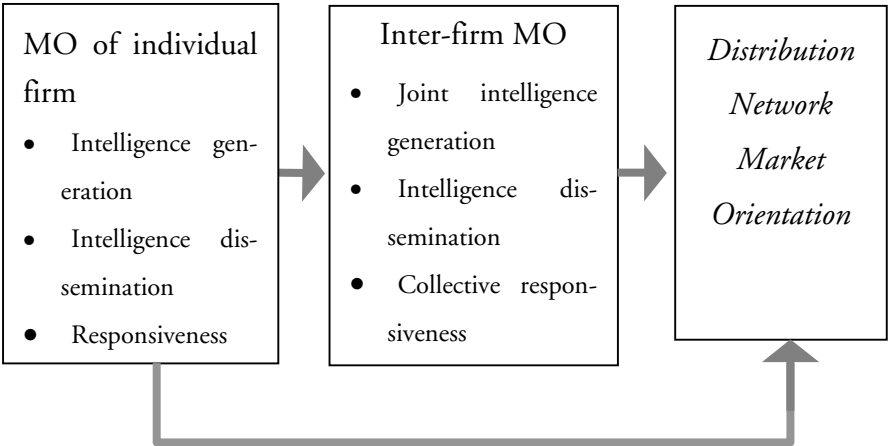 MO of individual
firm
• Intelligence gen-
eration
• Intelligence dis-
semination
• Responsiveness
Inter-firm MO
• Joint intelligence
generation
• Intelligence dis-
semination
• Collective respon-
siveness
Distribution
Network
Market
Orientation